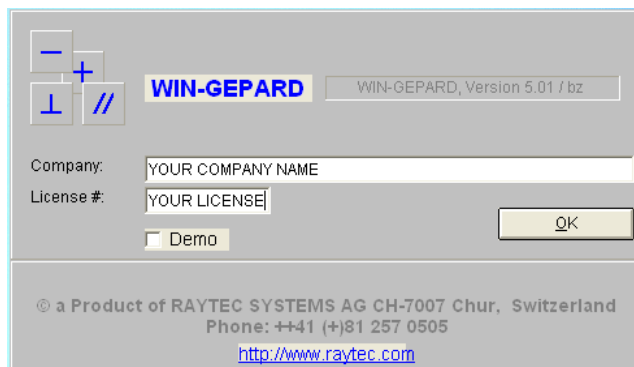 WIN-GEPARD
WIN-GEPARD, Version 5.01 / bz
Company:
YOUR COMPANY NAME
License #:
YOUR LICENSE
OK
Demo
© a Product of RAYTEC SYSTEMS AG CH-7007 Chur, Switzerland
Phone: ++41 (+)81 257 0505
http://www.raytec.com